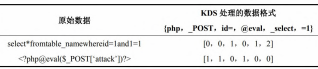 原始数据
KDS 处理的数据格式
{php, _POST, id=, @eval, _select, =1}
select*fromtable_namewhereid=1and1=1
[0, 0, 1, 0, 1, 2]
<?php@eval($_POST['attack'])?>
[1, 1, 0, 1, 0, 0]